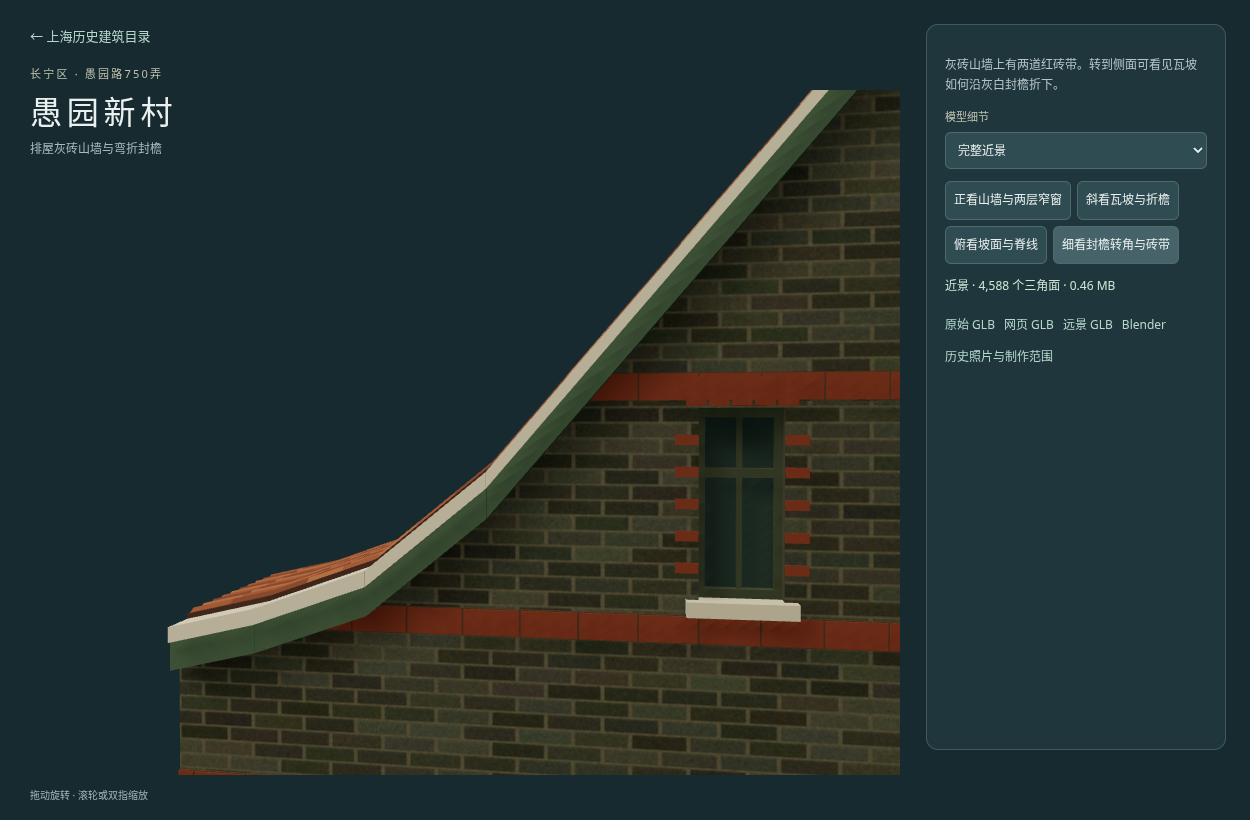 ← 上海历史建筑目录
长宁区 · 愚园路750弄
愚园新村
排屋灰砖山墙与弯折封檐
灰砖山墙上有两道红砖带。转到侧面可看见瓦坡
如何沿灰白封檐折下。
模型细节
完整近景
正看山墙与两层窄窗 斜看瓦坡与折檐
俯看坡面与脊线 细看封檐转角与砖带
近景 · 4,588 个三角面 · 0.46 MB
原始 GLB 网页 GLB 远景 GLB Blender
历史照片与制作范围
拖动旋转 · 滚轮或双指缩放